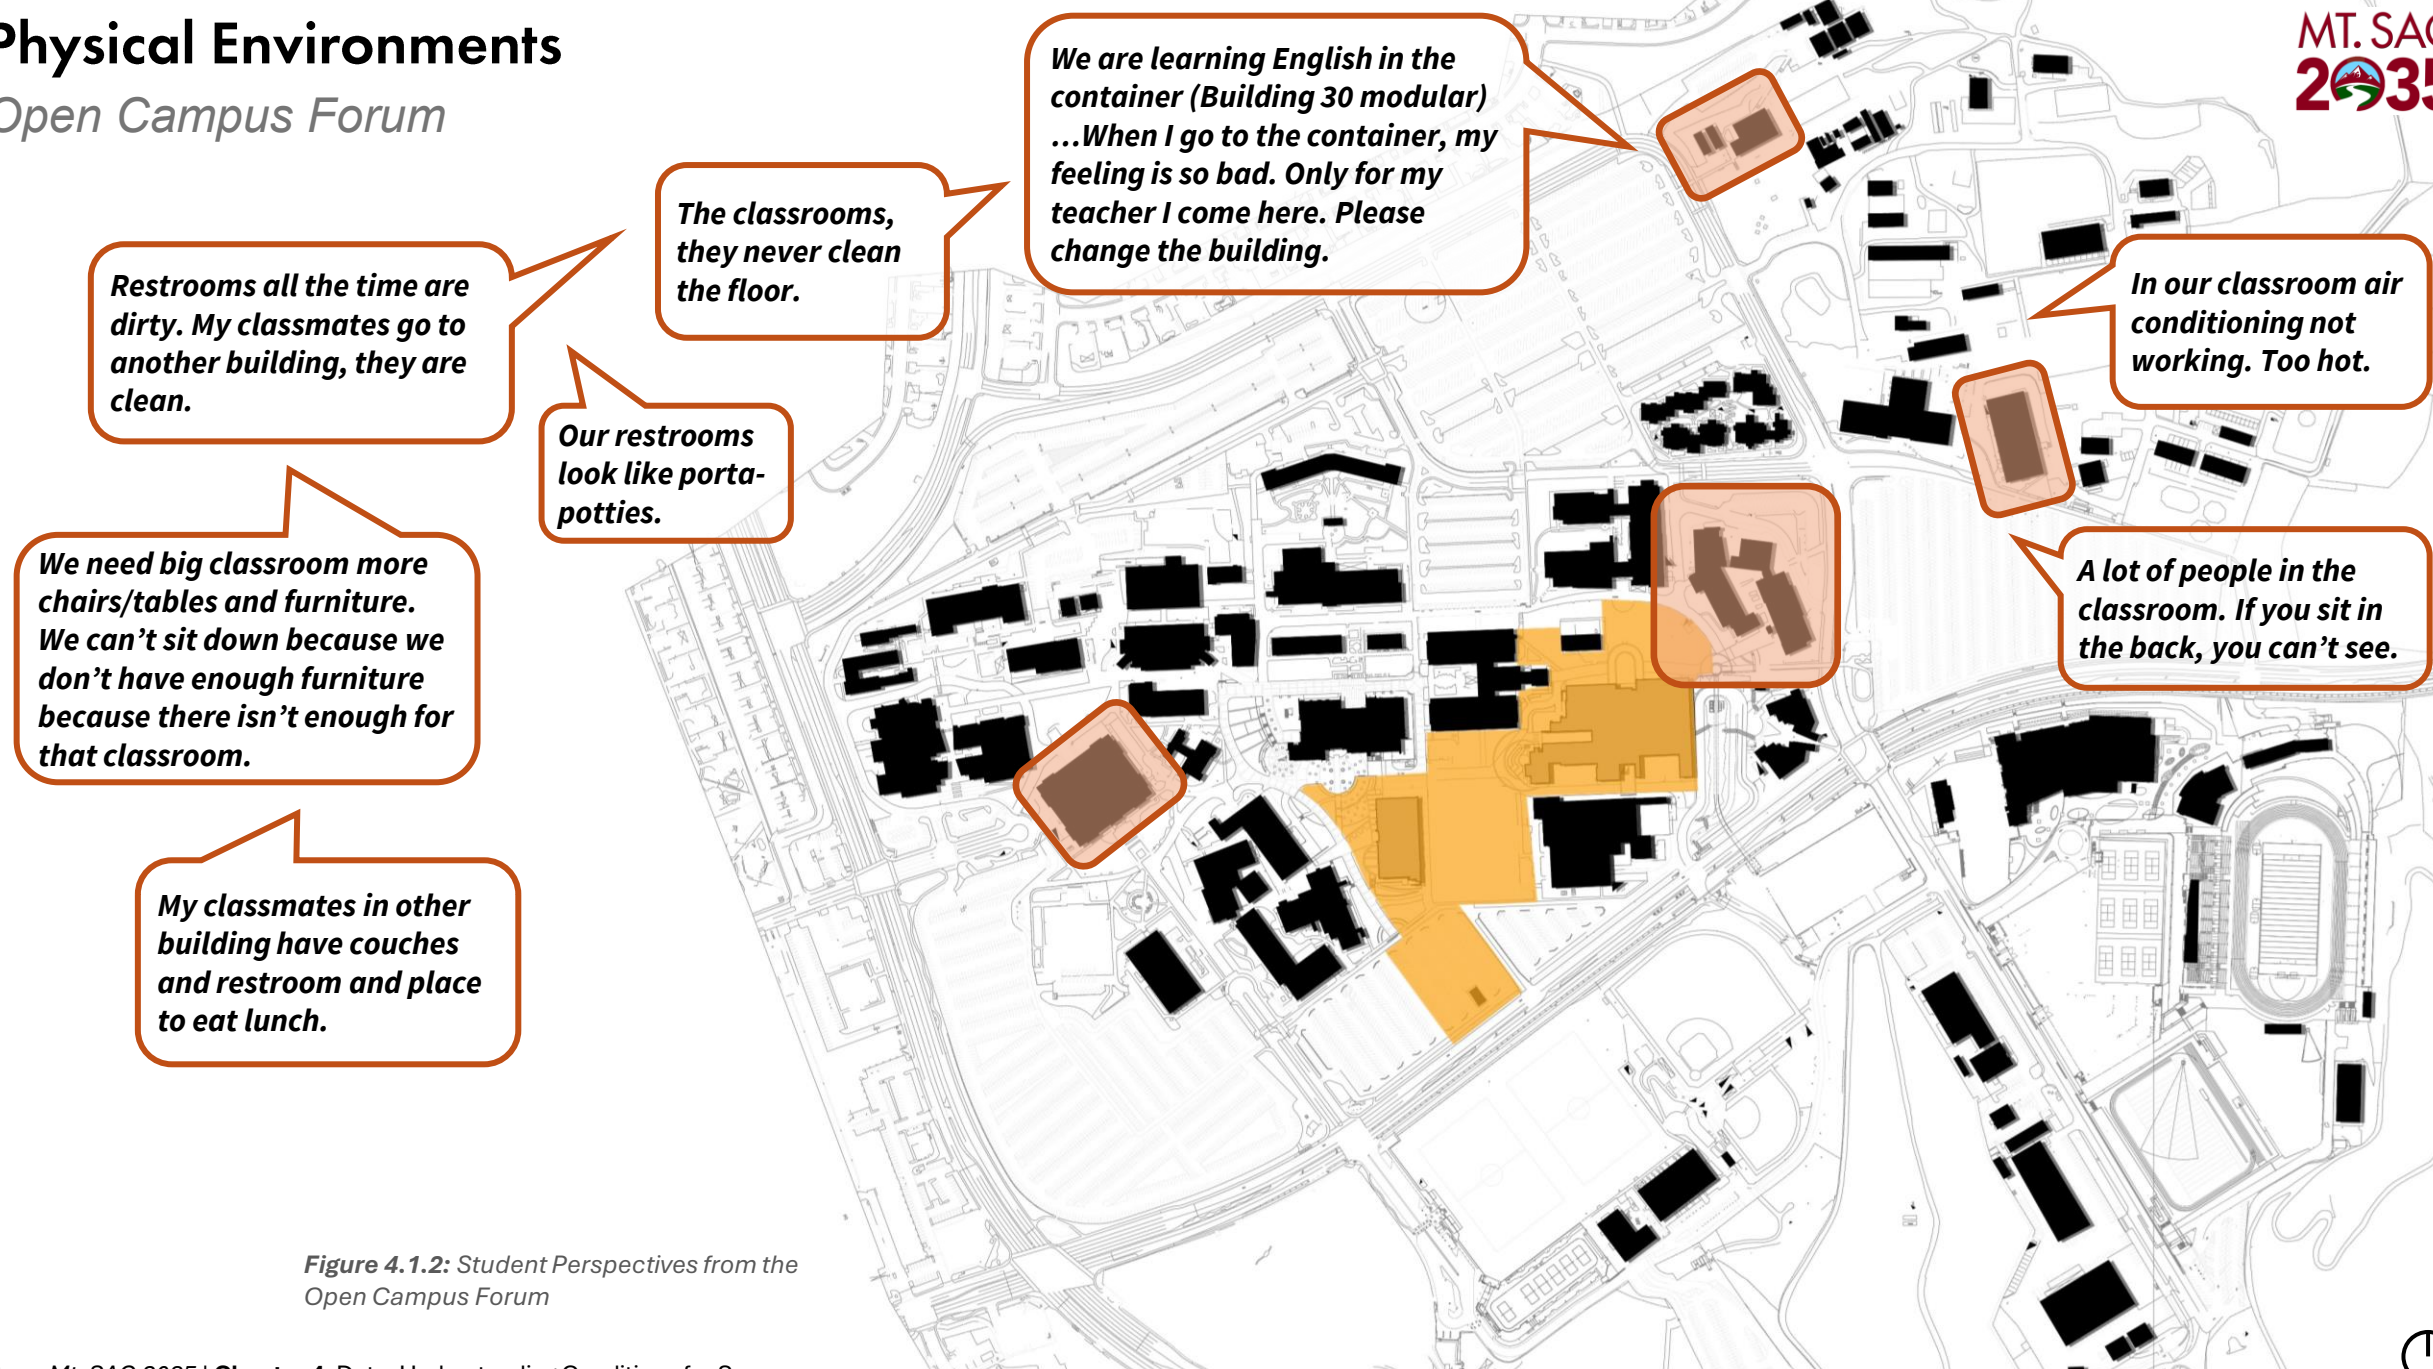 Physical Environments
Open Campus Forum
MT. SAC
2035
We are learning English in the
container (Building 30 modular)
...When I go to the container, my
feeling is so bad. Only for my
teacher I come here. Please
change the building.
The classrooms,
they never clean
the floor.
Restrooms all the time are
dirty. My classmates go to
another building, they are
clean.
In our classroom air
conditioning not
working. Too hot.
Our restrooms
look like porta-
potties.
We need big classroom more
chairs/tables and furniture.
We can’t sit down because we
don’t have enough furniture
because there isn’t enough for
that classroom.
A lot of people in the
classroom. If you sit in
the back, you can’t see.
My classmates in other
building have couches
and restroom and place
to eat lunch.
Figure 4.1.2: Student Perspectives from the
Open Campus Forum